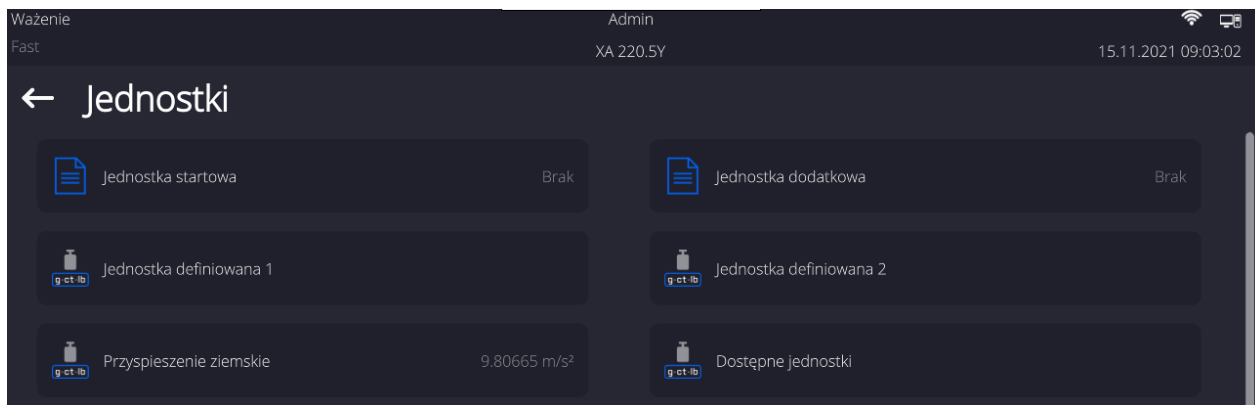 Ważenie Admin
Fast XA 220.5Y 15.11.2021 09:03:02
Jednostki
Jednostka startowa Brak Jednostka dodatkowa Brak
g-ct-lb Jednostka definiowana 1 g-ct-lb Jednostka definiowana 2
g-ct-lb Przyspieszenie ziemskie 9.80665 m/s² g-ct-lb Dostępne jednostki